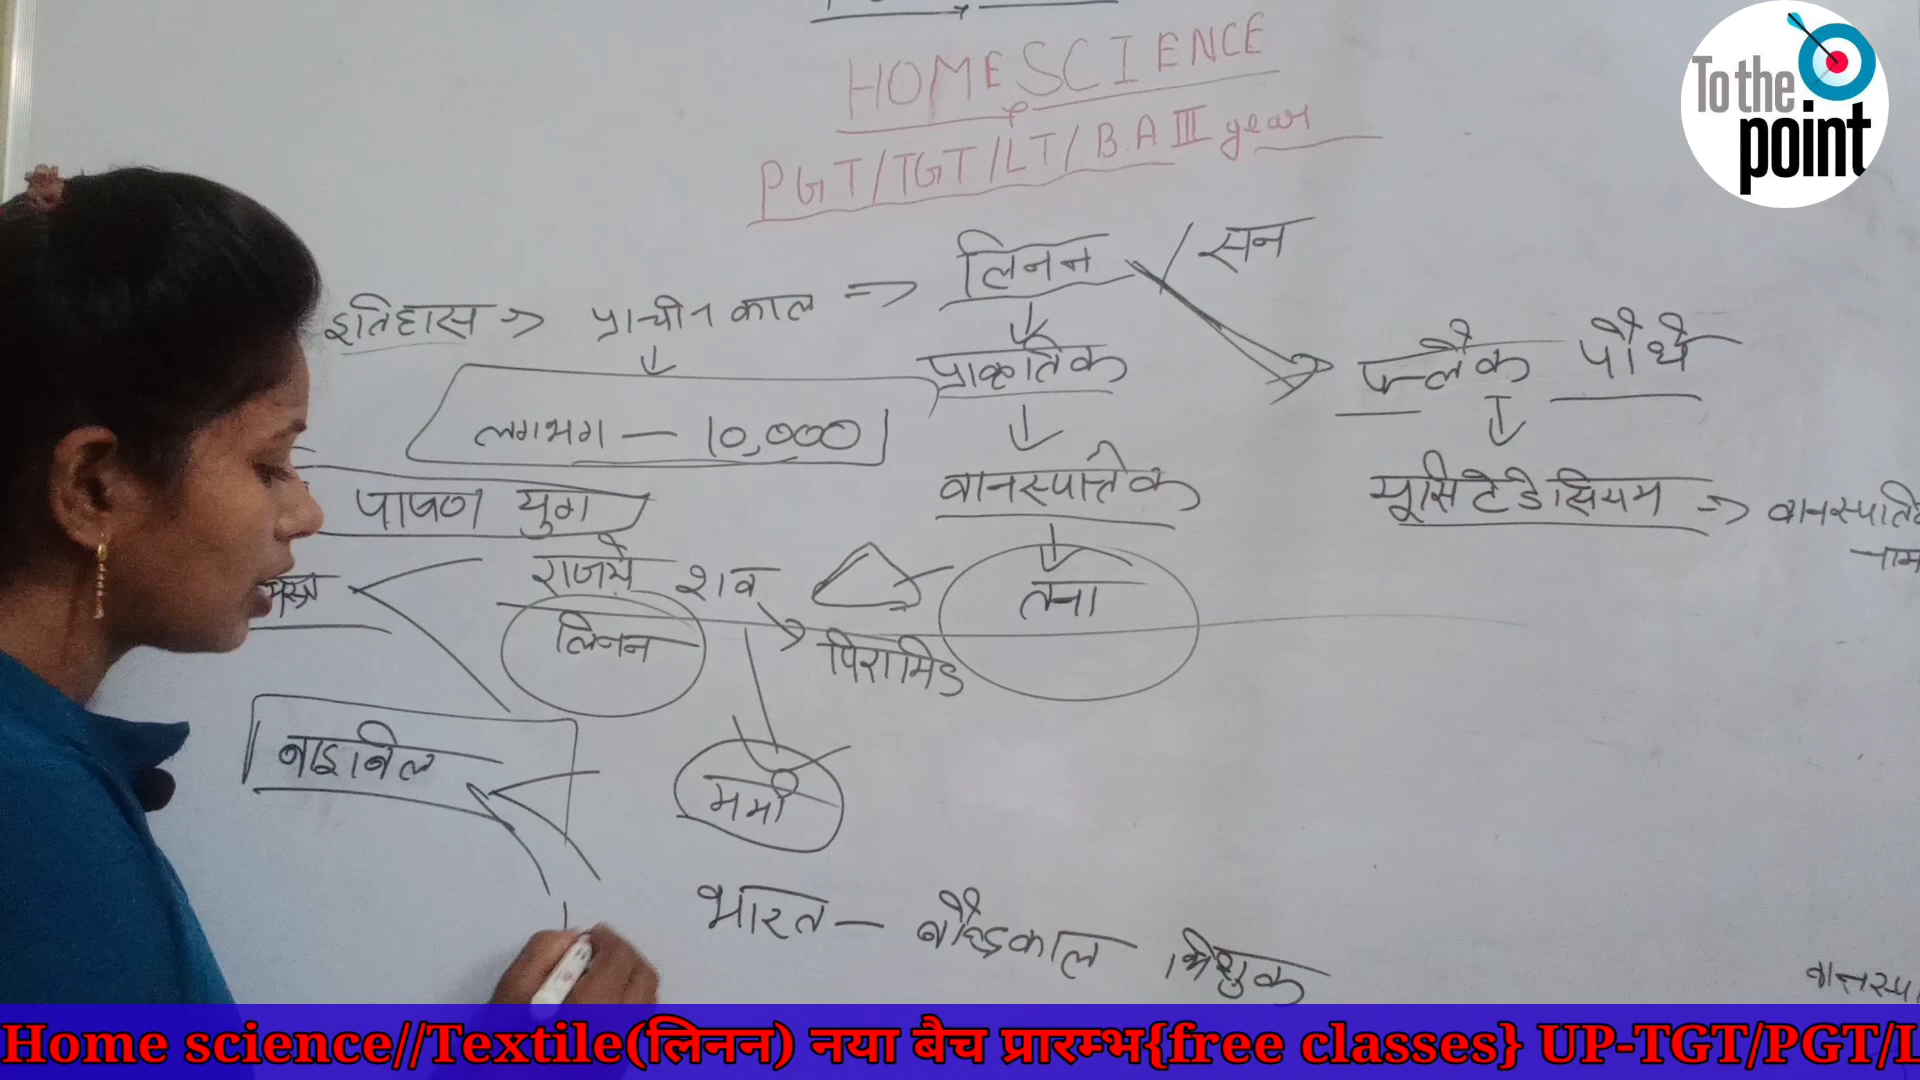 HOME SCIENCE
PGT/TGT/LT/B.A III year
To the
point
लिनन / सन
इतिहास → प्राचीन काल ⇒
प्राकृतिक
फ्लैक पौधे
लगभग — 10,000
वानस्पतिक
यूसिटेडेसियम ⇒ वानस्पति
नाम
पाषण युग
राजाओं शव
तना
लिनन
पिरामिड
बाइबिल
ममी
भारत — बौद्धकाल भिक्षुक
वानस्प
Home science//Textile(लिनन) नया बैच प्रारम्भ{free classes} UP-TGT/PGT/L